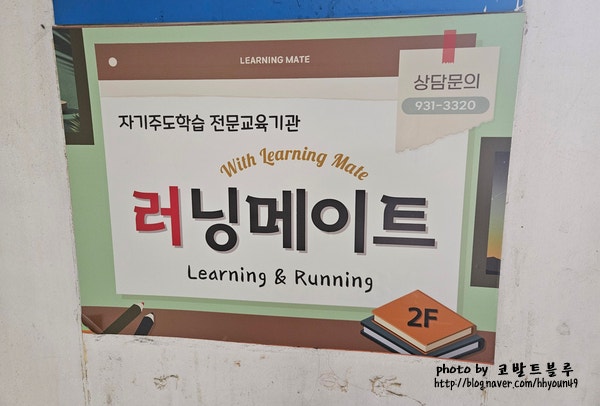 LEARNING MATE
상담문의
931-3320
자기주도학습 전문교육기관
With Learning Mate
러닝메이트
Learning & Running
2F
photo by 코발트블루
http://blog.naver.com/hhyoun49